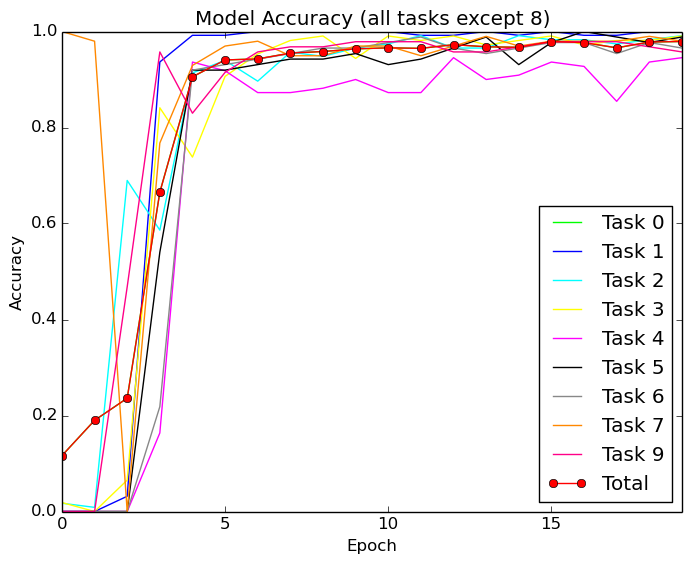 Model Accuracy (all tasks except 8)
1.0
0.8
0.6
0.4
0.2
0.0
Accuracy
Task 0
Task 1
Task 2
Task 3
Task 4
Task 5
Task 6
Task 7
Task 9
Total
0 5 10 15
Epoch